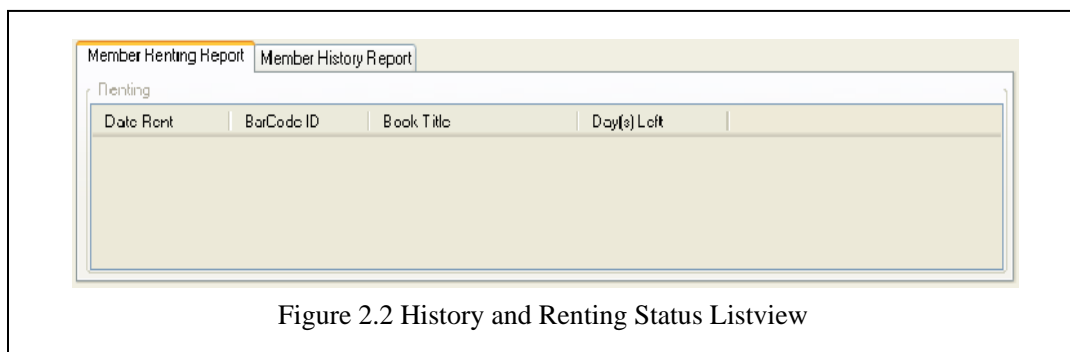 Member Renting Report Member History Report
Renting
Date Rent BarCode ID Book Title Day(s) Left
Figure 2.2 History and Renting Status Listview